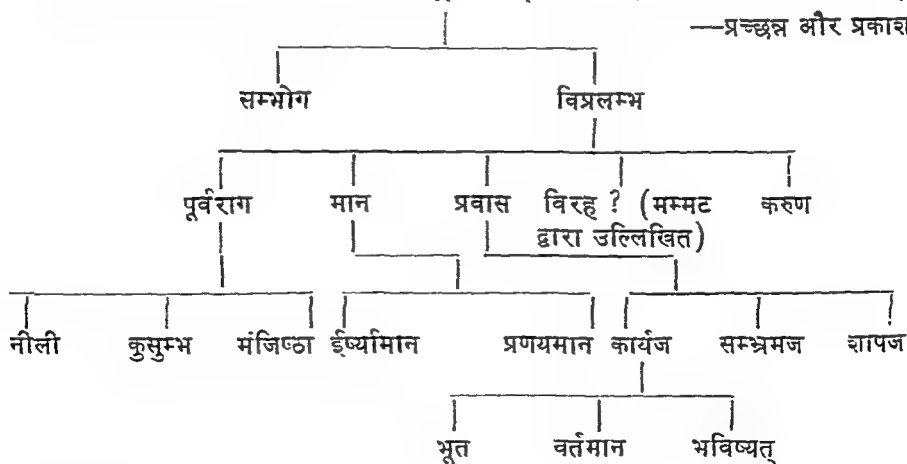 —प्रच्छन्न और प्रकाश
सम्भोग विप्रलम्भ
पूर्वराग मान प्रवास विरह ? (मम्मट करुण
द्वारा उल्लिखित)
नीली कुसुम्भ मंजिष्ठा ईर्ष्यामान प्रणयमान कार्यज सम्भ्रमज शापज
भूत वर्तमान भविष्यत्